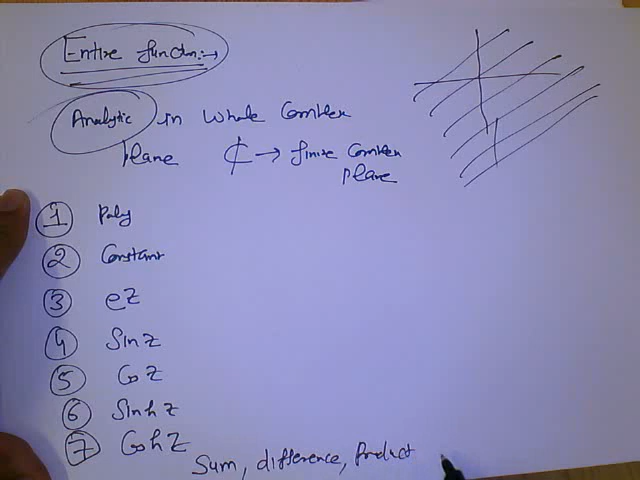 Entire function:→
Analytic in whole Complex
plane ₵ → finite Complex
plane
1 Poly
2 Constant
3 eZ
4 Sin z
5 Cos z
6 Sinh z
7 Cosh z
Sum, difference, Product